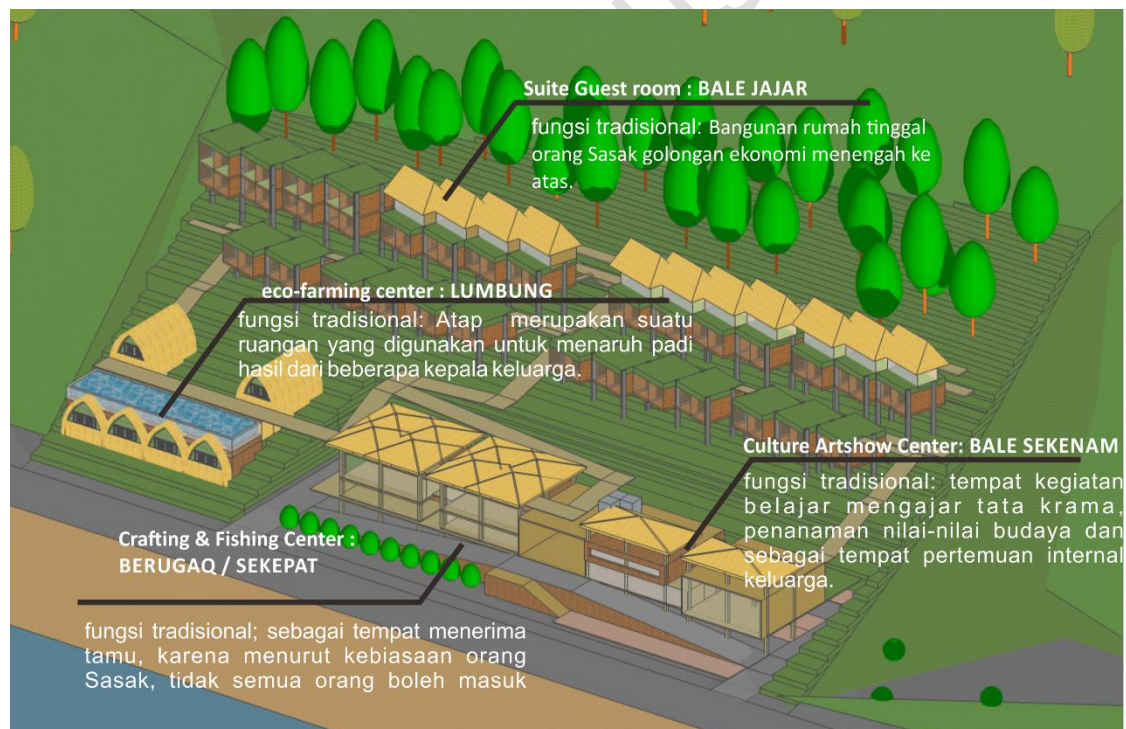 Suite Guest room : BALE JAJAR
fungsi tradisional: Bangunan rumah tinggal
orang Sasak golongan ekonomi menengah ke
atas.
eco-farming center : LUMBUNG
fungsi tradisional: Atap merupakan suatu
ruangan yang digunakan untuk menaruh padi
hasil dari beberapa kepala keluarga.
Culture Artshow Center: BALE SEKENAM
fungsi tradisional: tempat kegiatan
belajar mengajar tata krama,
penanaman nilai-nilai budaya dan
sebagai tempat pertemuan internal
keluarga.
Crafting & Fishing Center :
BERUGAQ / SEKEPAT
fungsi tradisional; sebagai tempat menerima
tamu, karena menurut kebiasaan orang
Sasak, tidak semua orang boleh masuk